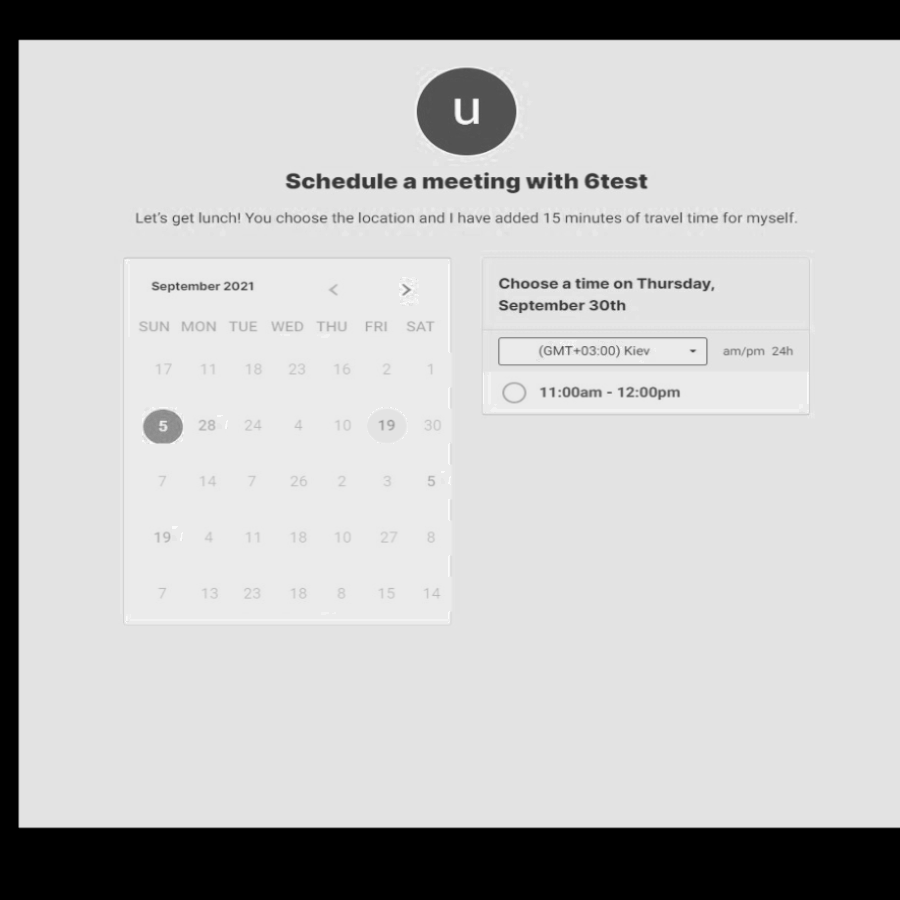 u
Schedule a meeting with 6test
Let's get lunch! You choose the location and I have added 15 minutes of travel time for myself.
September 2021 < >
SUN MON TUE WED THU FRI SAT
17 11 18 23 16 2 1
5 28 24 4 10 19 30
7 14 7 26 2 3 5
19 4 11 18 10 27 8
7 13 23 18 8 15 14
Choose a time on Thursday,
September 30th
(GMT+03:00) Kiev am/pm 24h
11:00am - 12:00pm